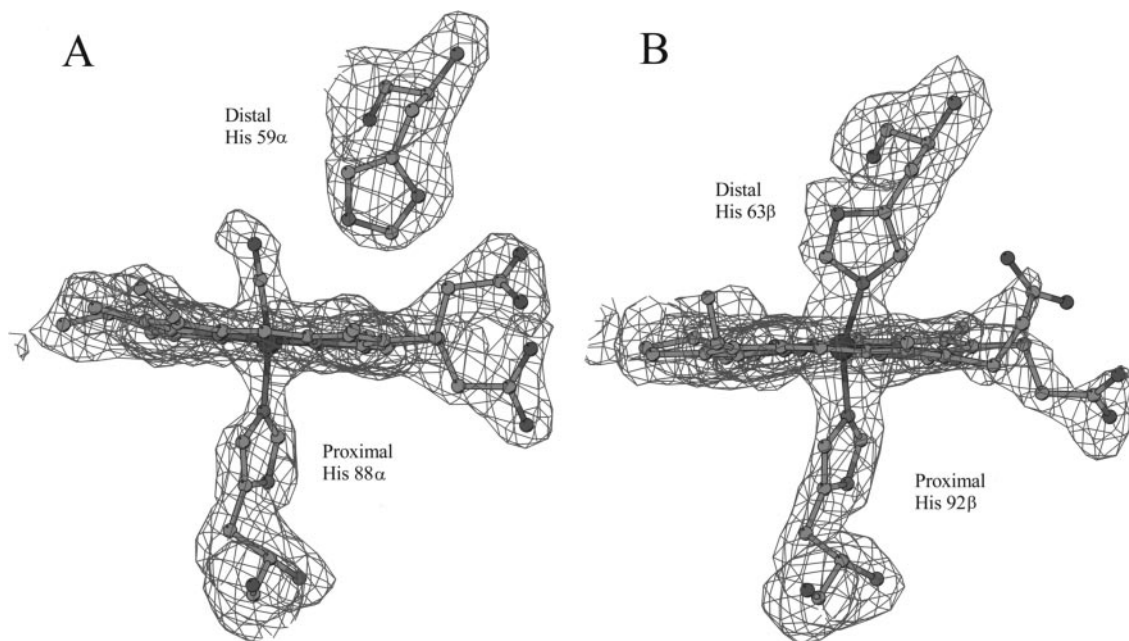 A
Distal
His 59α
Proximal
His 88α
B
Distal
His 63β
Proximal
His 92β